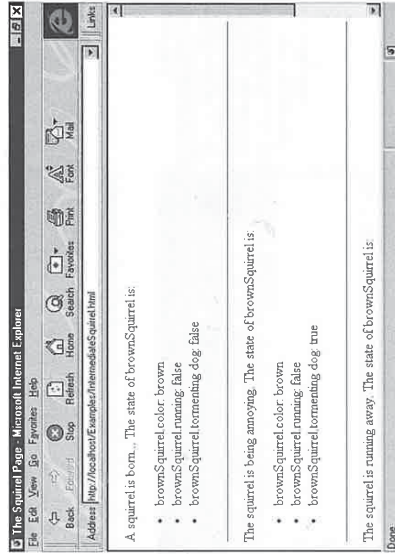 The Squirrel Page - Microsoft Internet Explorer
File Edit View Go Favorites Help
Back Forward Stop Refresh Home Search Favorites Print Font Mail
Address http://localhost/Examples/IntermediateSquirrel.html Links
A squirrel is born... The state of brownSquirrel is:
• brownSquirrel.color: brown
• brownSquirrel.running: false
• brownSquirrel.tormenting dog: false
The squirrel is being annoying. The state of brownSquirrel is:
• brownSquirrel.color: brown
• brownSquirrel.running: false
• brownSquirrel.tormenting dog: true
The squirrel is running away. The state of brownSquirrel is:
Done